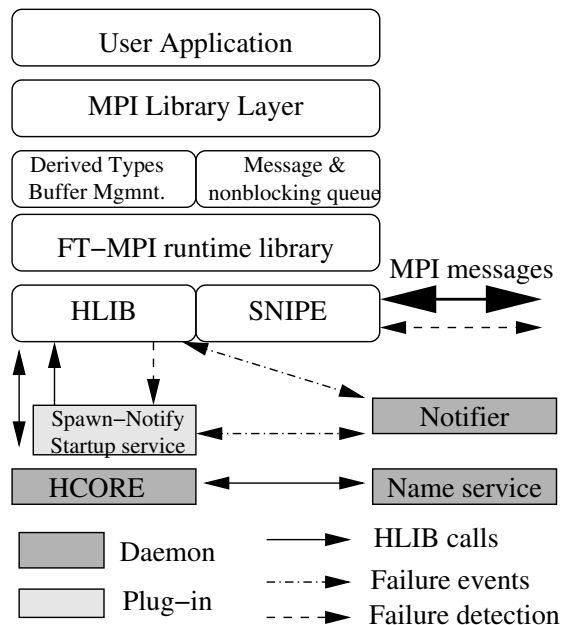 User Application
MPI Library Layer
Derived Types
Buffer Mgmnt.
Message &
nonblocking queue
FT−MPI runtime library
MPI messages
HLIB
SNIPE
Spawn−Notify
Startup service
Notifier
HCORE
Name service
Daemon
Plug−in
HLIB calls
Failure events
Failure detection